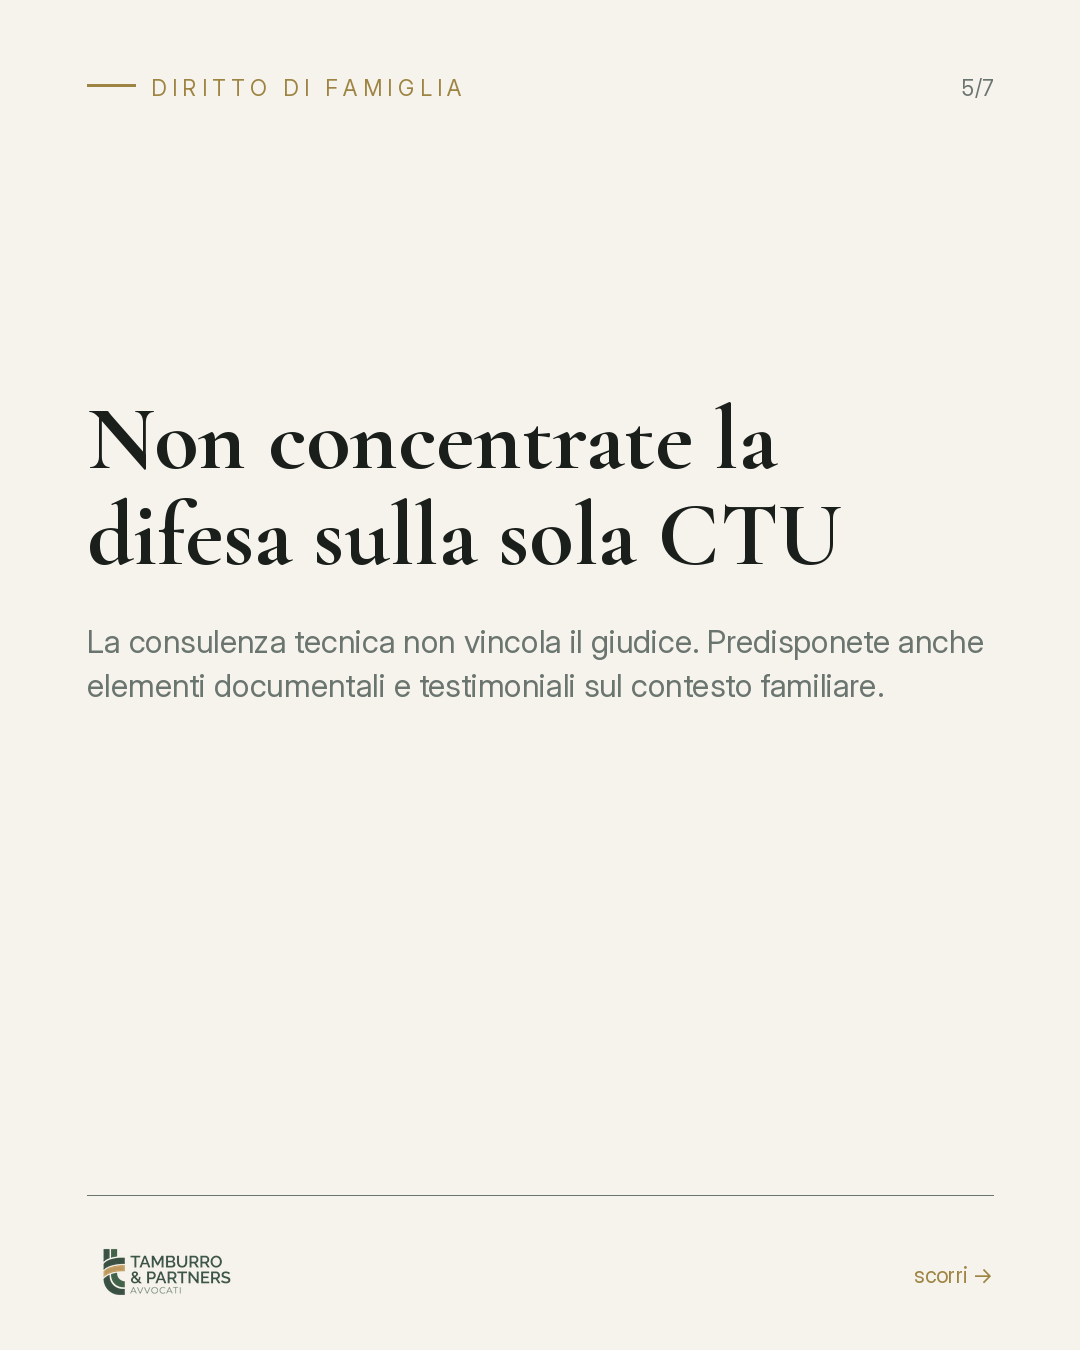 DIRITTO DI FAMIGLIA
5/7
Non concentrate la
difesa sulla sola CTU
La consulenza tecnica non vincola il giudice. Predisponete anche
elementi documentali e testimoniali sul contesto familiare.
TAMBURRO
& PARTNERS
AVVOCATI
scorri →